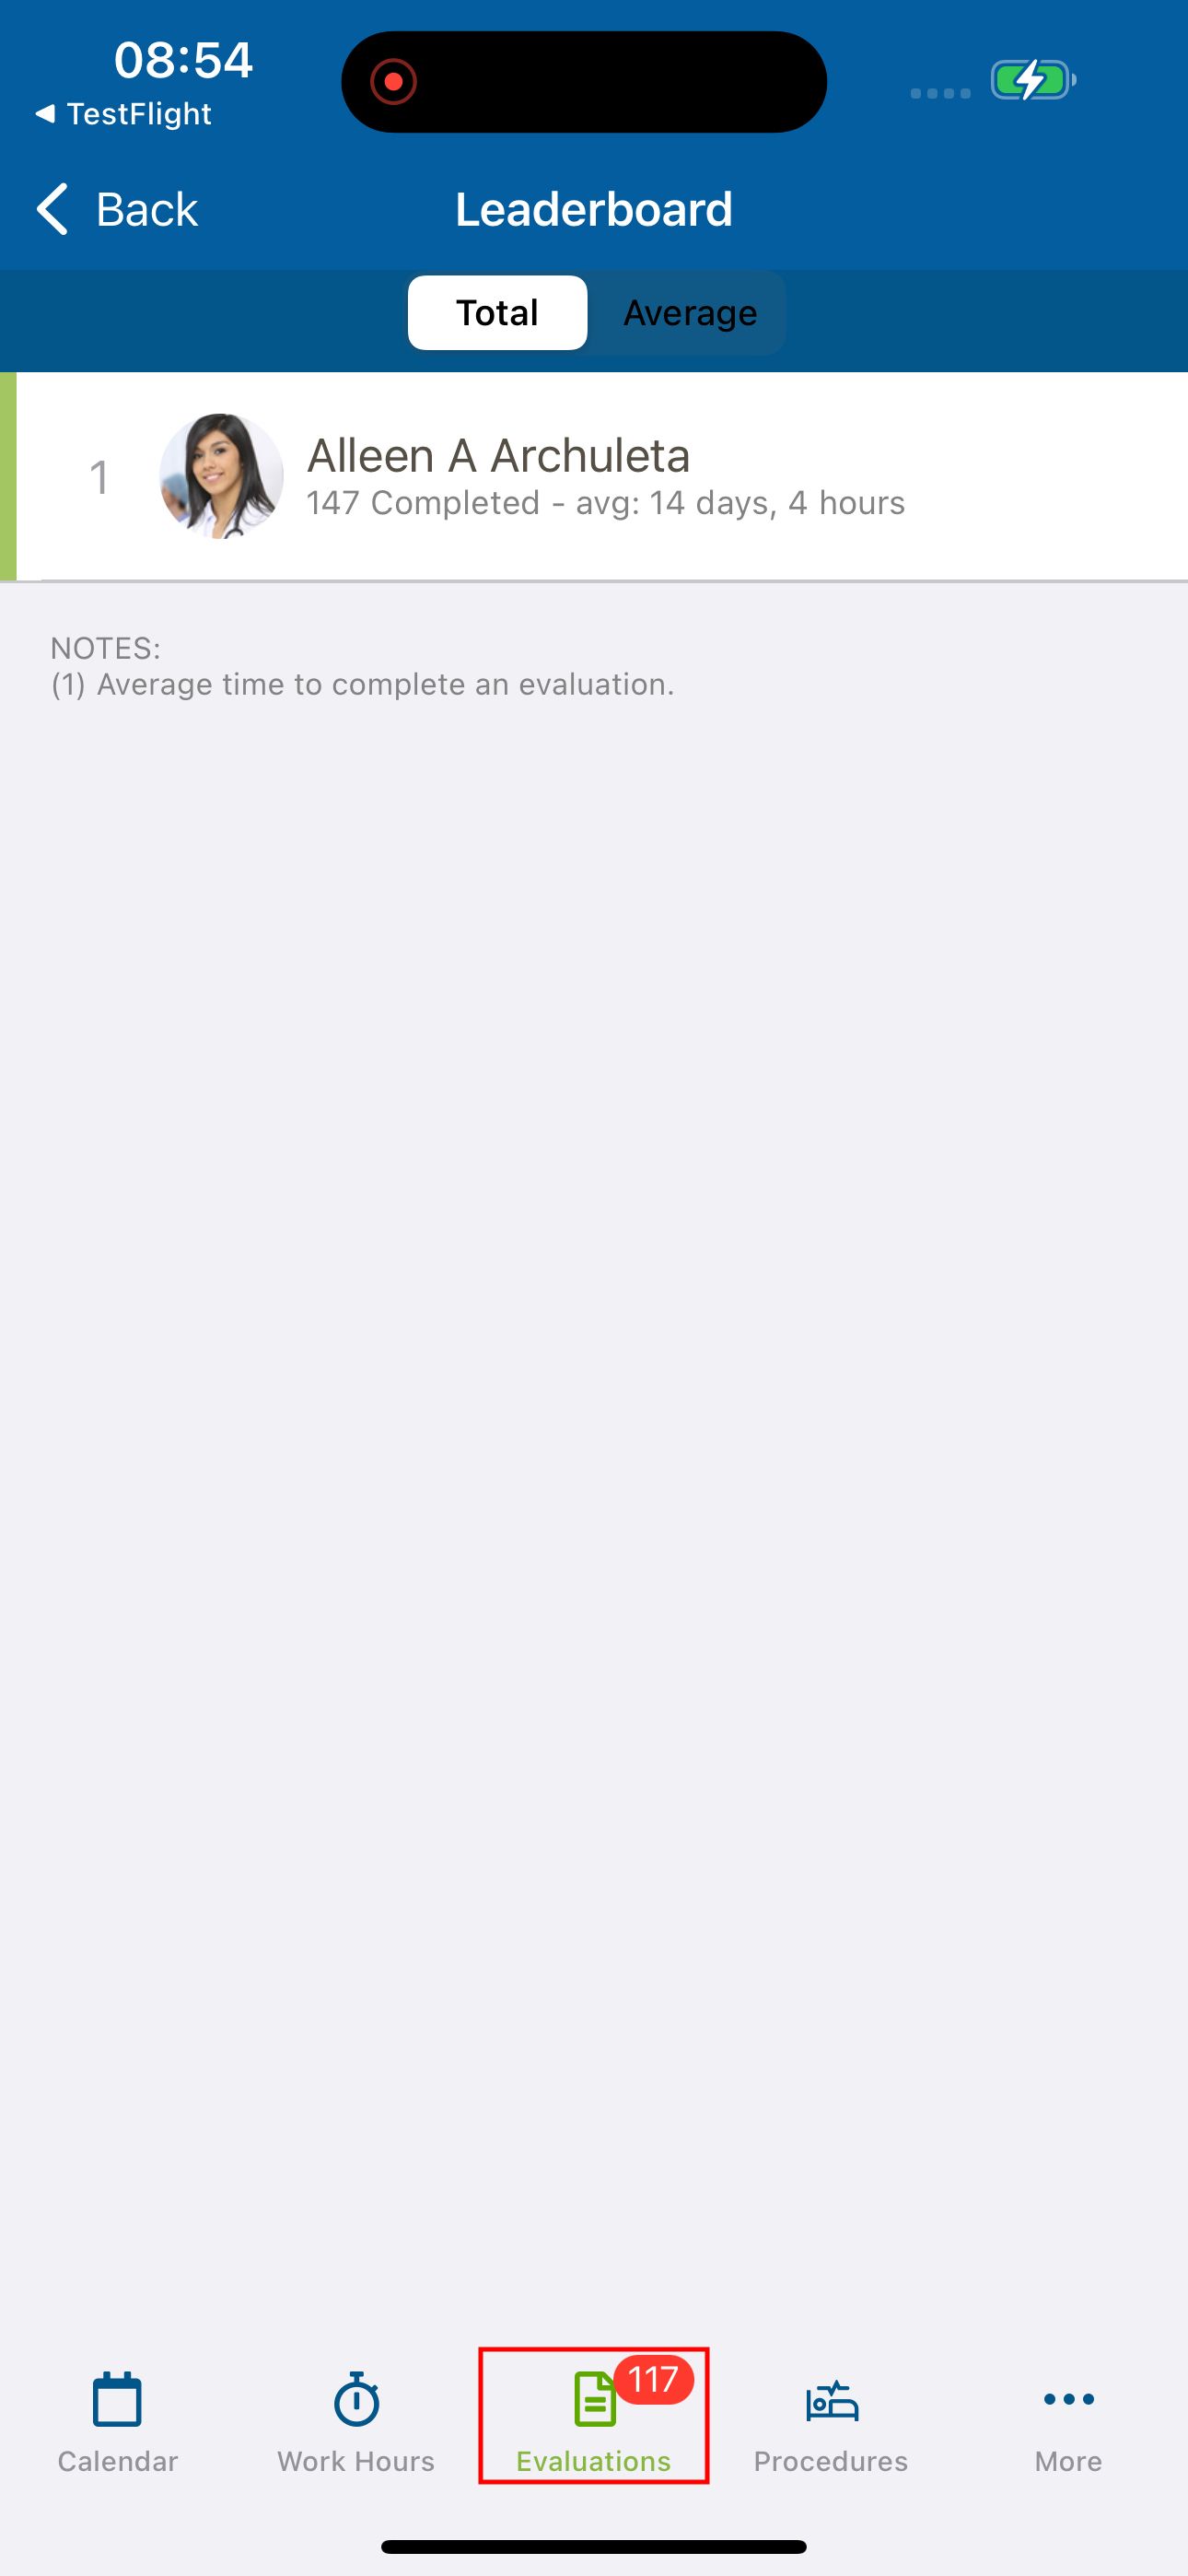 08:54
TestFlight
Back
Leaderboard
Total
Average
1
Alleen A Archuleta
147 Completed - avg: 14 days, 4 hours
NOTES:
(1) Average time to complete an evaluation.
117
Calendar
Work Hours
Evaluations
Procedures
More